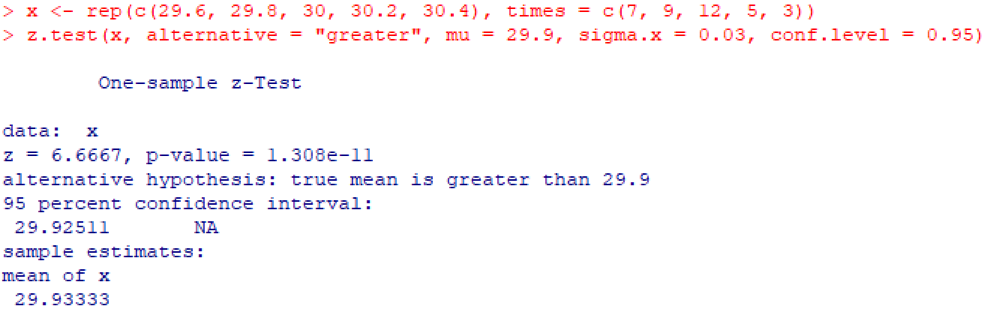 > x <- rep(c(29.6, 29.8, 30, 30.2, 30.4), times = c(7, 9, 12, 5, 3))
> z.test(x, alternative = "greater", mu = 29.9, sigma.x = 0.03, conf.level = 0.95)
One-sample z-Test
data:  x
z = 6.6667, p-value = 1.308e-11
alternative hypothesis: true mean is greater than 29.9
95 percent confidence interval:
 29.92511       NA
sample estimates:
mean of x
 29.93333